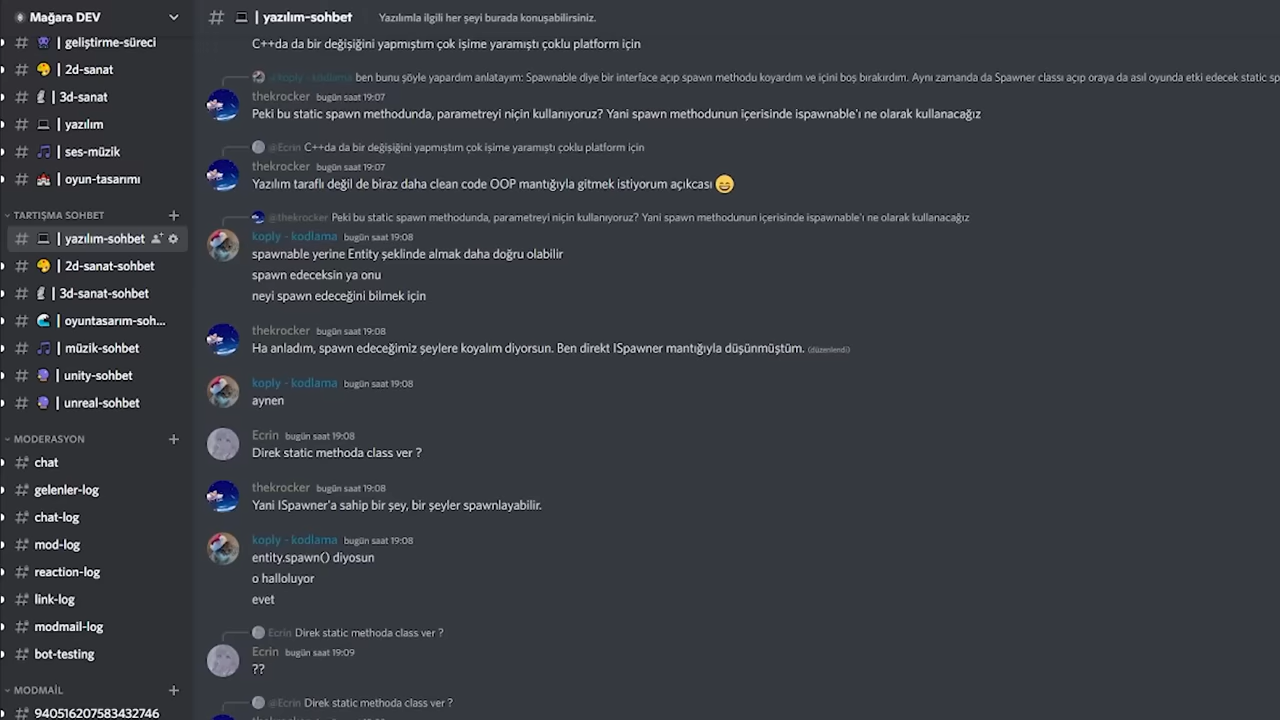 Mağara DEV
# | yazılım-sohbet Yazılımla ilgili her şeyi burada konuşabilirsiniz.
# | geliştirme-süreci
# | 2d-sanat
# | 3d-sanat
# | yazılım
# | ses-müzik
# | oyun-tasarımı
TARTIŞMA SOHBET +
# | yazılım-sohbet
# | 2d-sanat-sohbet
# | 3d-sanat-sohbet
# | oyuntasarım-soh...
# | müzik-sohbet
# | unity-sohbet
# | unreal-sohbet
MODERASYON +
# chat
# gelenler-log
# chat-log
# mod-log
# reaction-log
# link-log
# modmail-log
# bot-testing
MODMAİL +
# 940516207583432746
C++da da bir değişiğini yapmıştım çok işime yaramıştı çoklu platform için
@koply - kodlama ben bunu şöyle yapardım anlatayım: Spawnable diye bir interface açıp spawn methodu koyardım ve içini boş bırakırdım. Aynı zamanda da Spawner classı açıp oraya da asıl oyunda etki edecek static sp
thekrocker bugün saat 19:07
Peki bu static spawn methodunda, parametreyi niçin kullanıyoruz? Yani spawn methodunun içerisinde ispawnable'ı ne olarak kullanacağız
@Ecrin C++da da bir değişiğini yapmıştım çok işime yaramıştı çoklu platform için
thekrocker bugün saat 19:07
Yazılım taraflı değil de biraz daha clean code OOP mantığıyla gitmek istiyorum açıkcası 😄
@thekrocker Peki bu static spawn methodunda, parametreyi niçin kullanıyoruz? Yani spawn methodunun içerisinde ispawnable'ı ne olarak kullanacağız
koply - kodlama bugün saat 19:08
spawnable yerine Entity şeklinde almak daha doğru olabilir
spawn edeceksin ya onu
neyi spawn edeceğini bilmek için
thekrocker bugün saat 19:08
Ha anladım, spawn edeceğimiz şeylere koyalım diyorsun. Ben direkt ISpawner mantığıyla düşünmüştüm. (düzenlendi)
koply - kodlama bugün saat 19:08
aynen
Ecrin bugün saat 19:08
Direk static methoda class ver ?
thekrocker bugün saat 19:08
Yani ISpawner'a sahip bir şey, bir şeyler spawnlayabilir.
koply - kodlama bugün saat 19:08
entity.spawn() diyosun
o halloluyor
evet
Ecrin Direk static methoda class ver ?
Ecrin bugün saat 19:09
??
@Ecrin Direk static methoda class ver ?